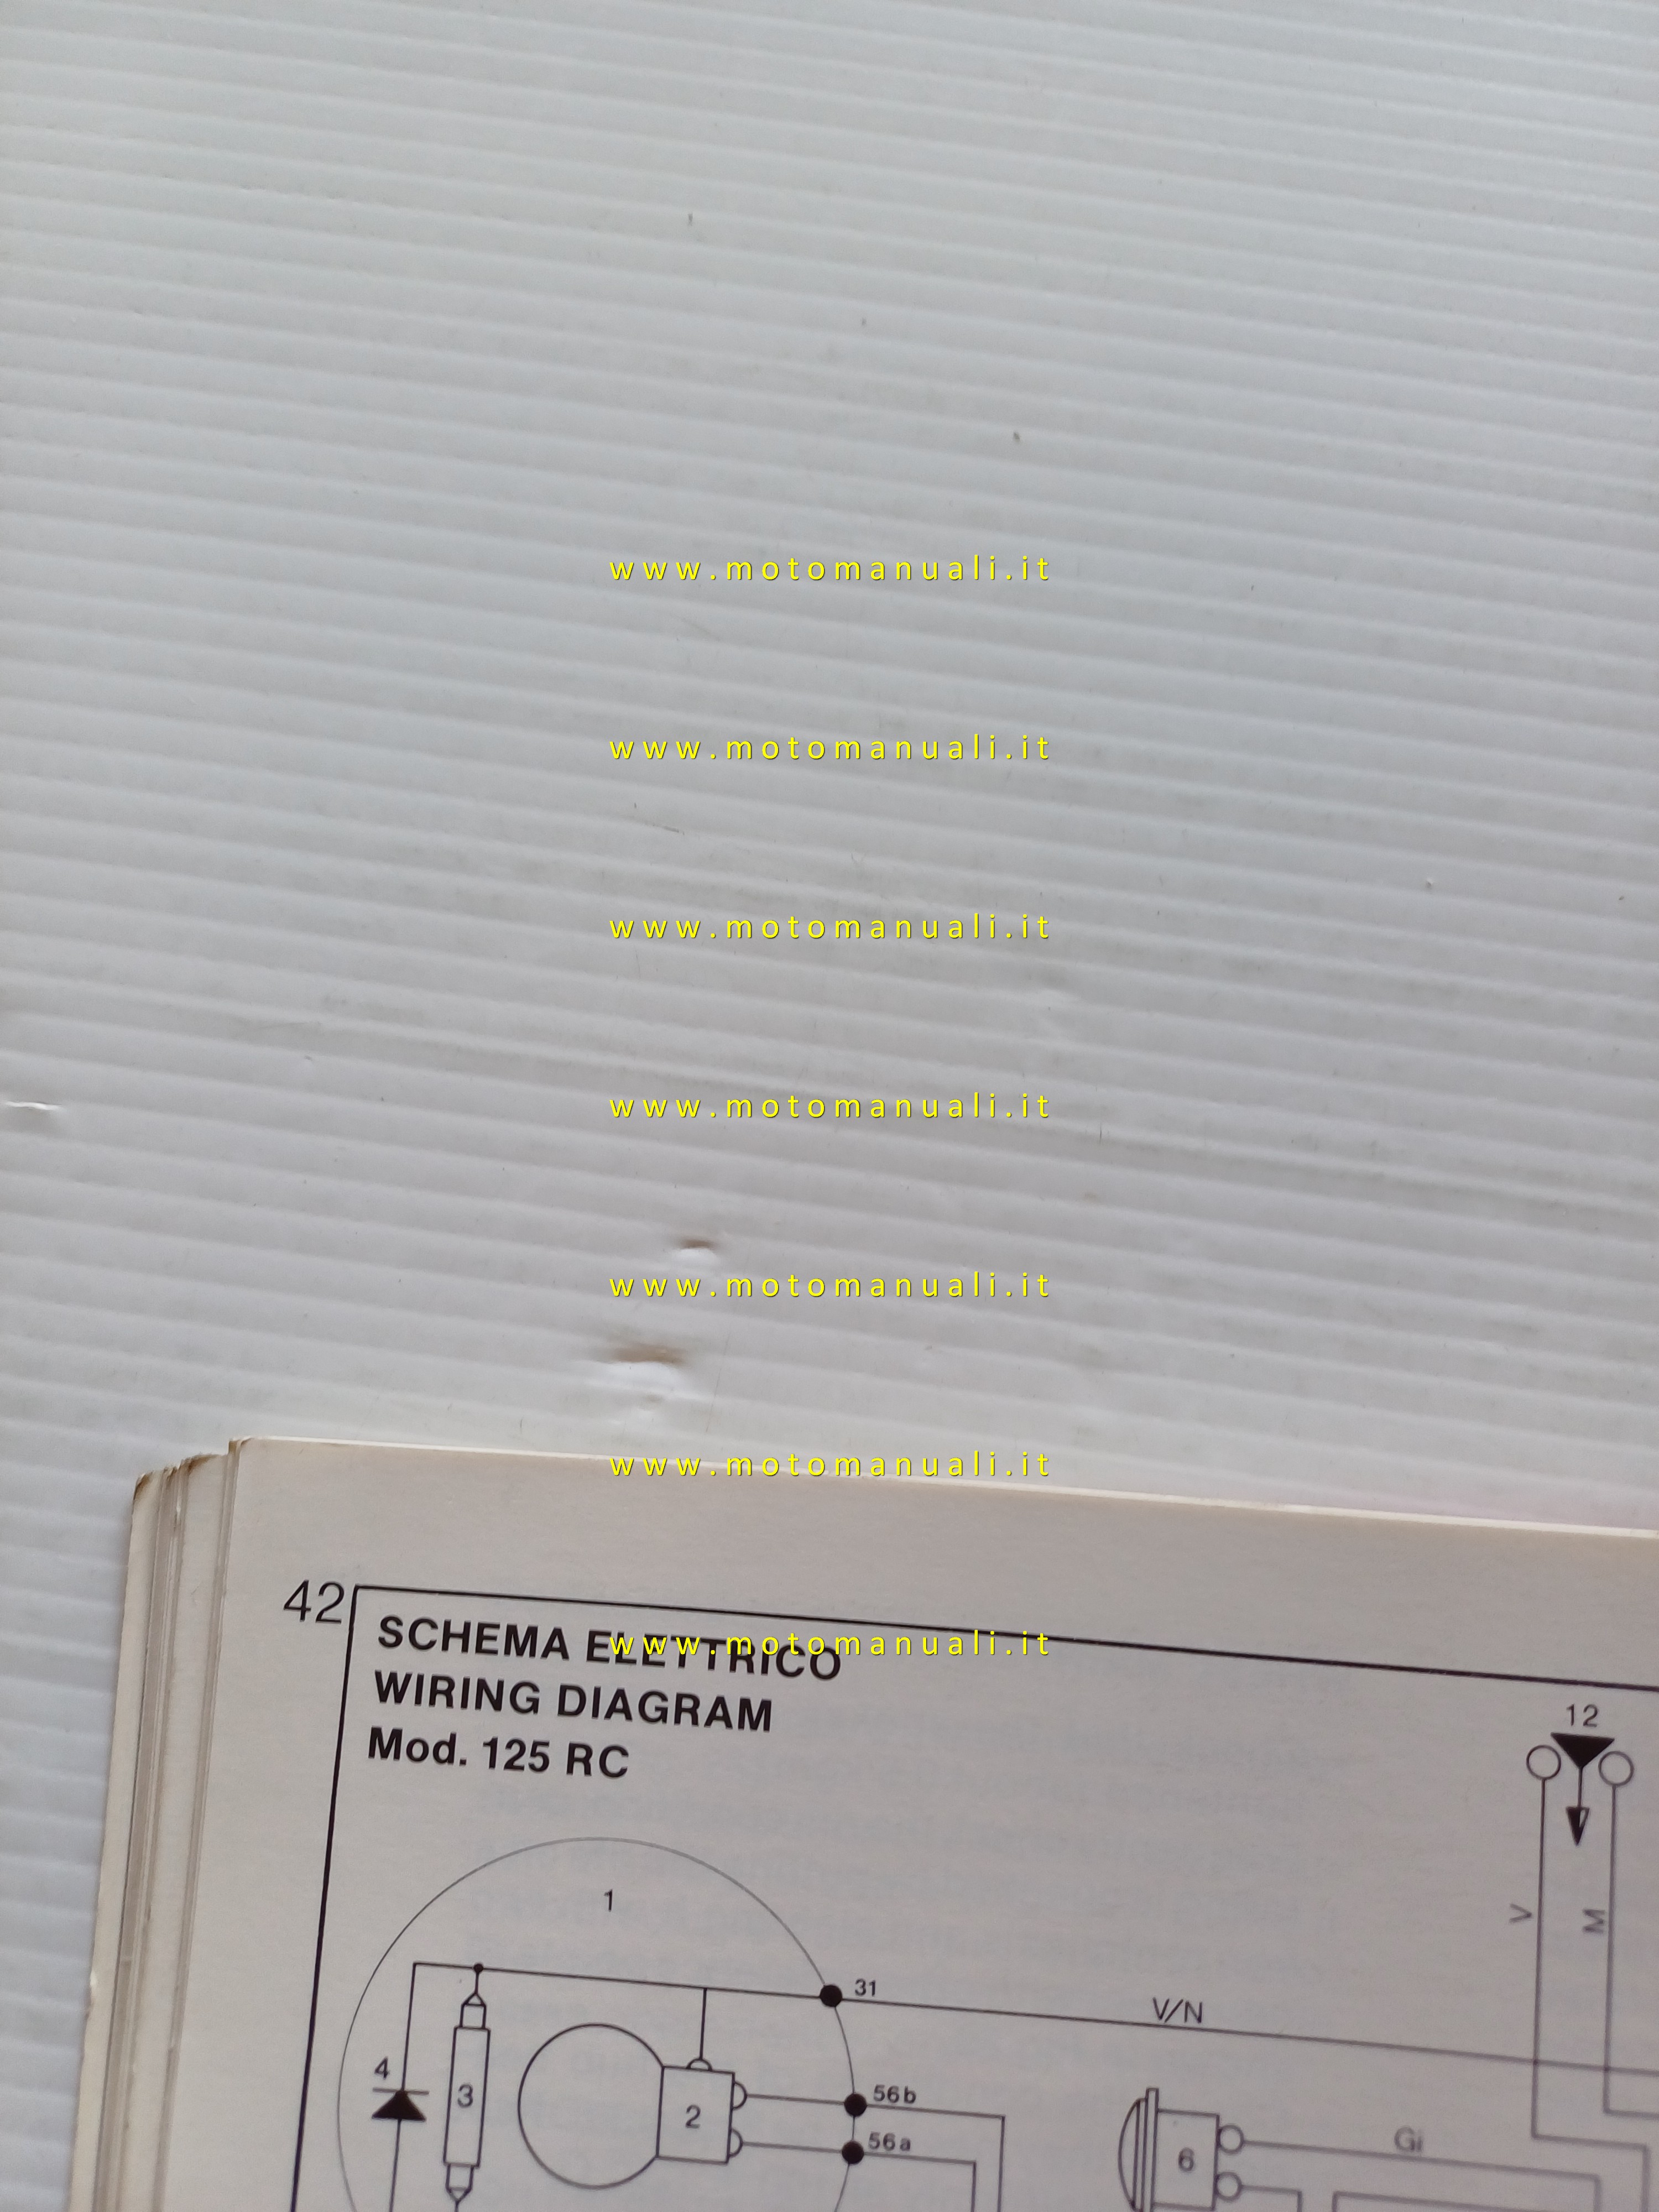 www.motomanuali.it
www.motomanuali.it
www.motomanuali.it
www.motomanuali.it
www.motomanuali.it
www.motomanuali.it
www.motomanuali.it
42
SCHEMA ELETTRICO
WIRING DIAGRAM
Mod. 125 RC
12
1
V
M
31
V/N
4
3
2
56b
56a
6
Gi